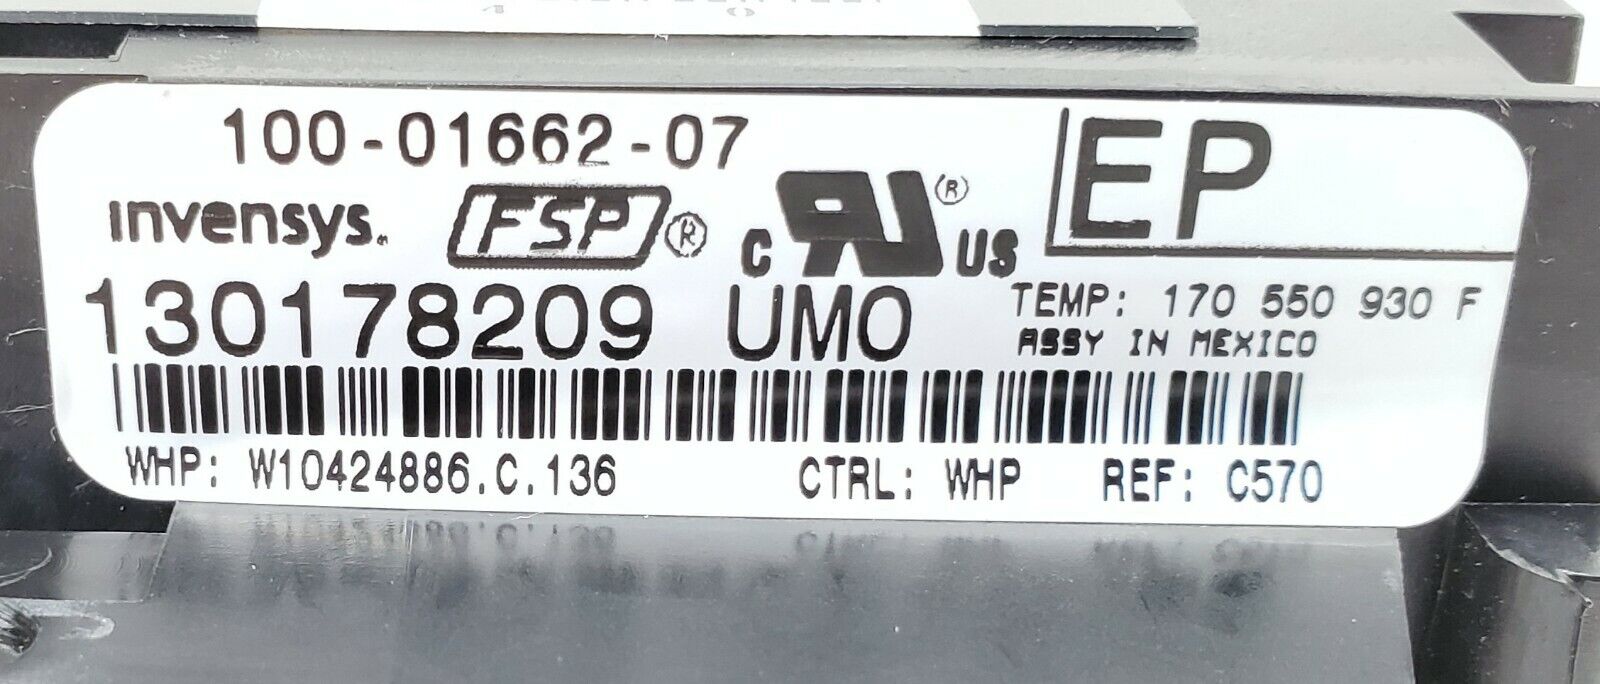 100-01662-07
EP
invensys. FSP® C UL® US
130178209 UMO
TEMP: 170 550 930 F
ASSY IN MEXICO
WHP: W10424886.C.136 CTRL: WHP REF: C570